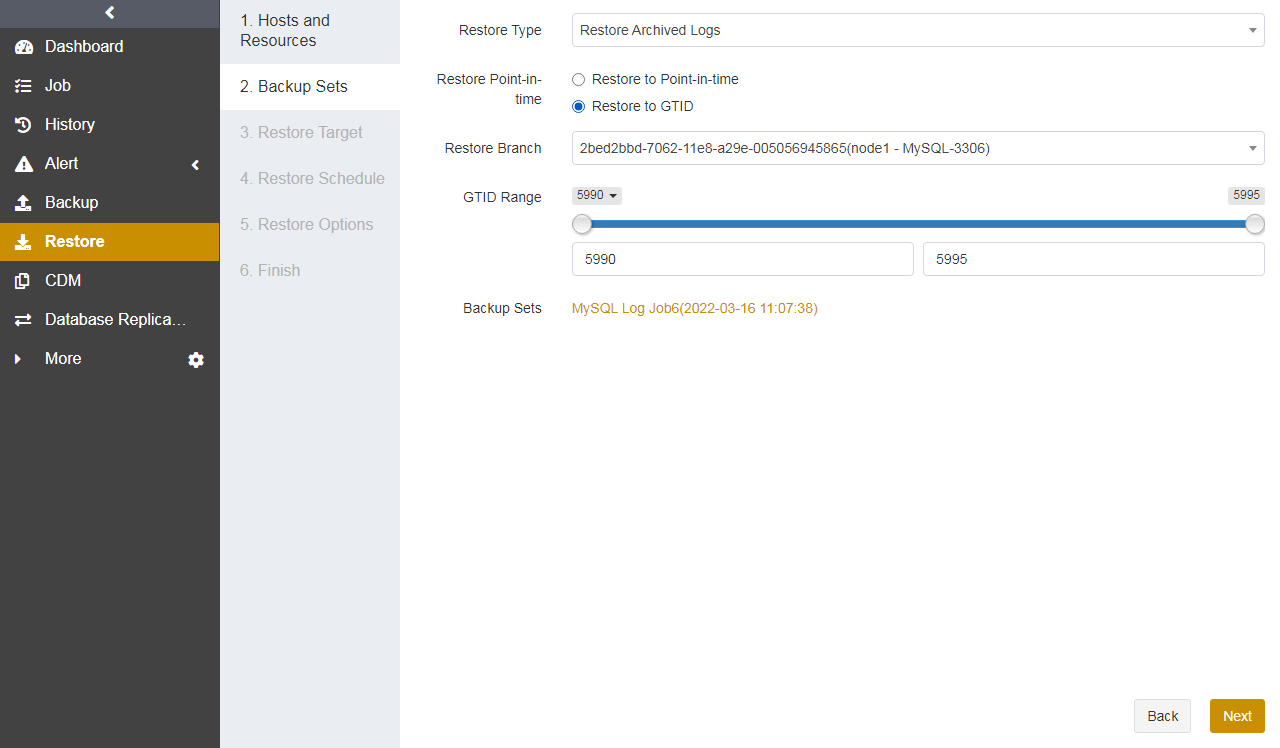 Dashboard
Job
History
Alert
Backup
Restore
CDM
Database Replica…
More
1. Hosts and
Resources
2. Backup Sets
3. Restore Target
4. Restore Schedule
5. Restore Options
6. Finish
Restore Type
Restore Archived Logs
Restore Point-in-
time
Restore to Point-in-time
Restore to GTID
Restore Branch
2bed2bbd-7062-11e8-a29e-005056945865(node1 - MySQL-3306)
GTID Range
5990
5995
5990
5995
Backup Sets
MySQL Log Job6(2022-03-16 11:07:38)
Back
Next